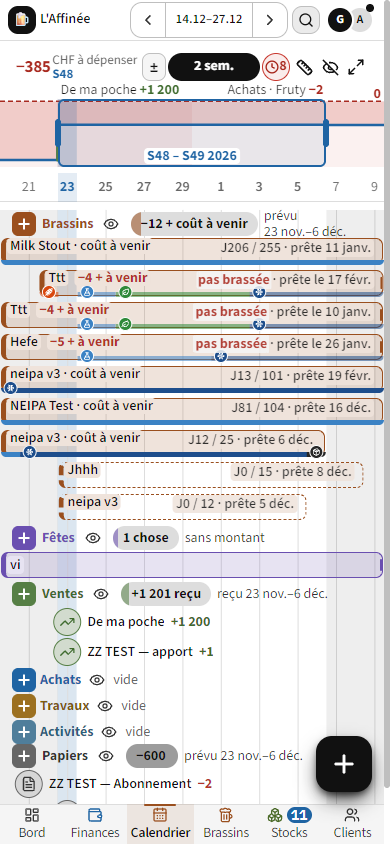 L'Affinée
14.12–27.12
G
A
−385 CHF à dépenser
S48
±
2 sem.
8
De ma poche +1 200
Achats · Fruty −2
0
S48 – S49 2026
21 23 25 27 29 1 3 5 7 9
Brassins
−12 + coût à venir
prévu
23 nov.–6 déc.
Milk Stout · coût à venir
J206 / 255 · prête 11 janv.
Ttt −4 + à venir
pas brassée · prête le 17 févr.
Ttt −4 + à venir
pas brassée · prête le 10 janv.
Hefe −5 + à venir
pas brassée · prête le 26 janv.
neipa v3 · coût à venir
J13 / 101 · prête 19 févr.
NEIPA Test · coût à venir
J81 / 104 · prête 16 déc.
neipa v3 · coût à venir
J12 / 25 · prête 6 déc.
Jhhh
J0 / 15 · prête 8 déc.
neipa v3
J0 / 12 · prête 5 déc.
Fêtes
1 chose
sans montant
vi
Ventes
+1 201 reçu
reçu 23 nov.–6 déc.
De ma poche +1 200
ZZ TEST — apport +1
Achats vide
Travaux vide
Activités vide
Papiers
−600
prévu 23 nov.–6 déc.
ZZ TEST — Abonnement −2
Bord
Finances
Calendrier
Brassins
Stocks
11
Clients